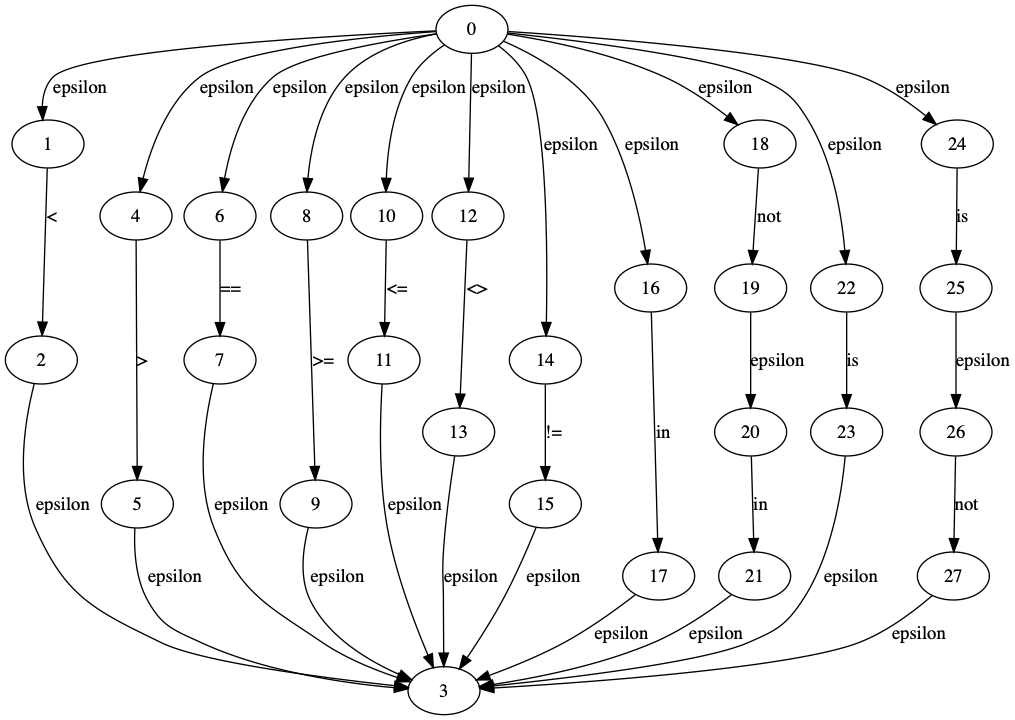 0
epsilon epsilon epsilon epsilon epsilon epsilon epsilon epsilon
1 epsilon epsilon epsilon 18 24
4 6 8 10 12
< not is
16 19 22 25
== <= <>
2 7 11 14
> >= epsilon is epsilon
13 20 23 26
!= in
5 9 15
epsilon epsilon epsilon in not
17 21 27
epsilon epsilon epsilon epsilon epsilon
epsilon epsilon epsilon
3